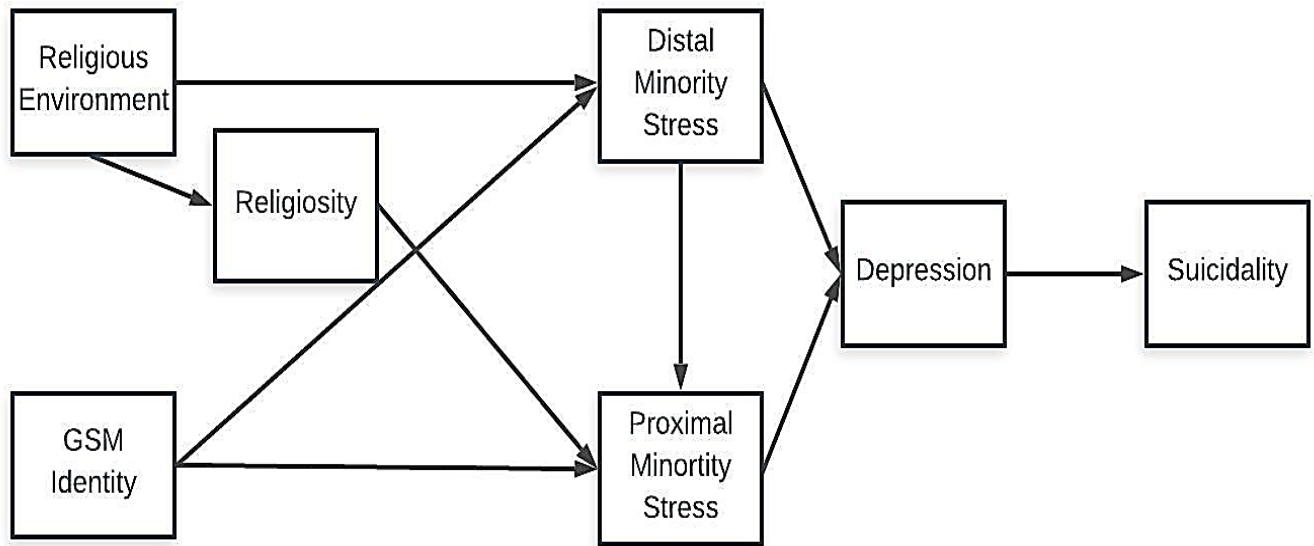 Religious
Environment
Distal
Minority
Stress
Religiosity
Depression
Suicidality
GSM
Identity
Proximal
Minortity
Stress